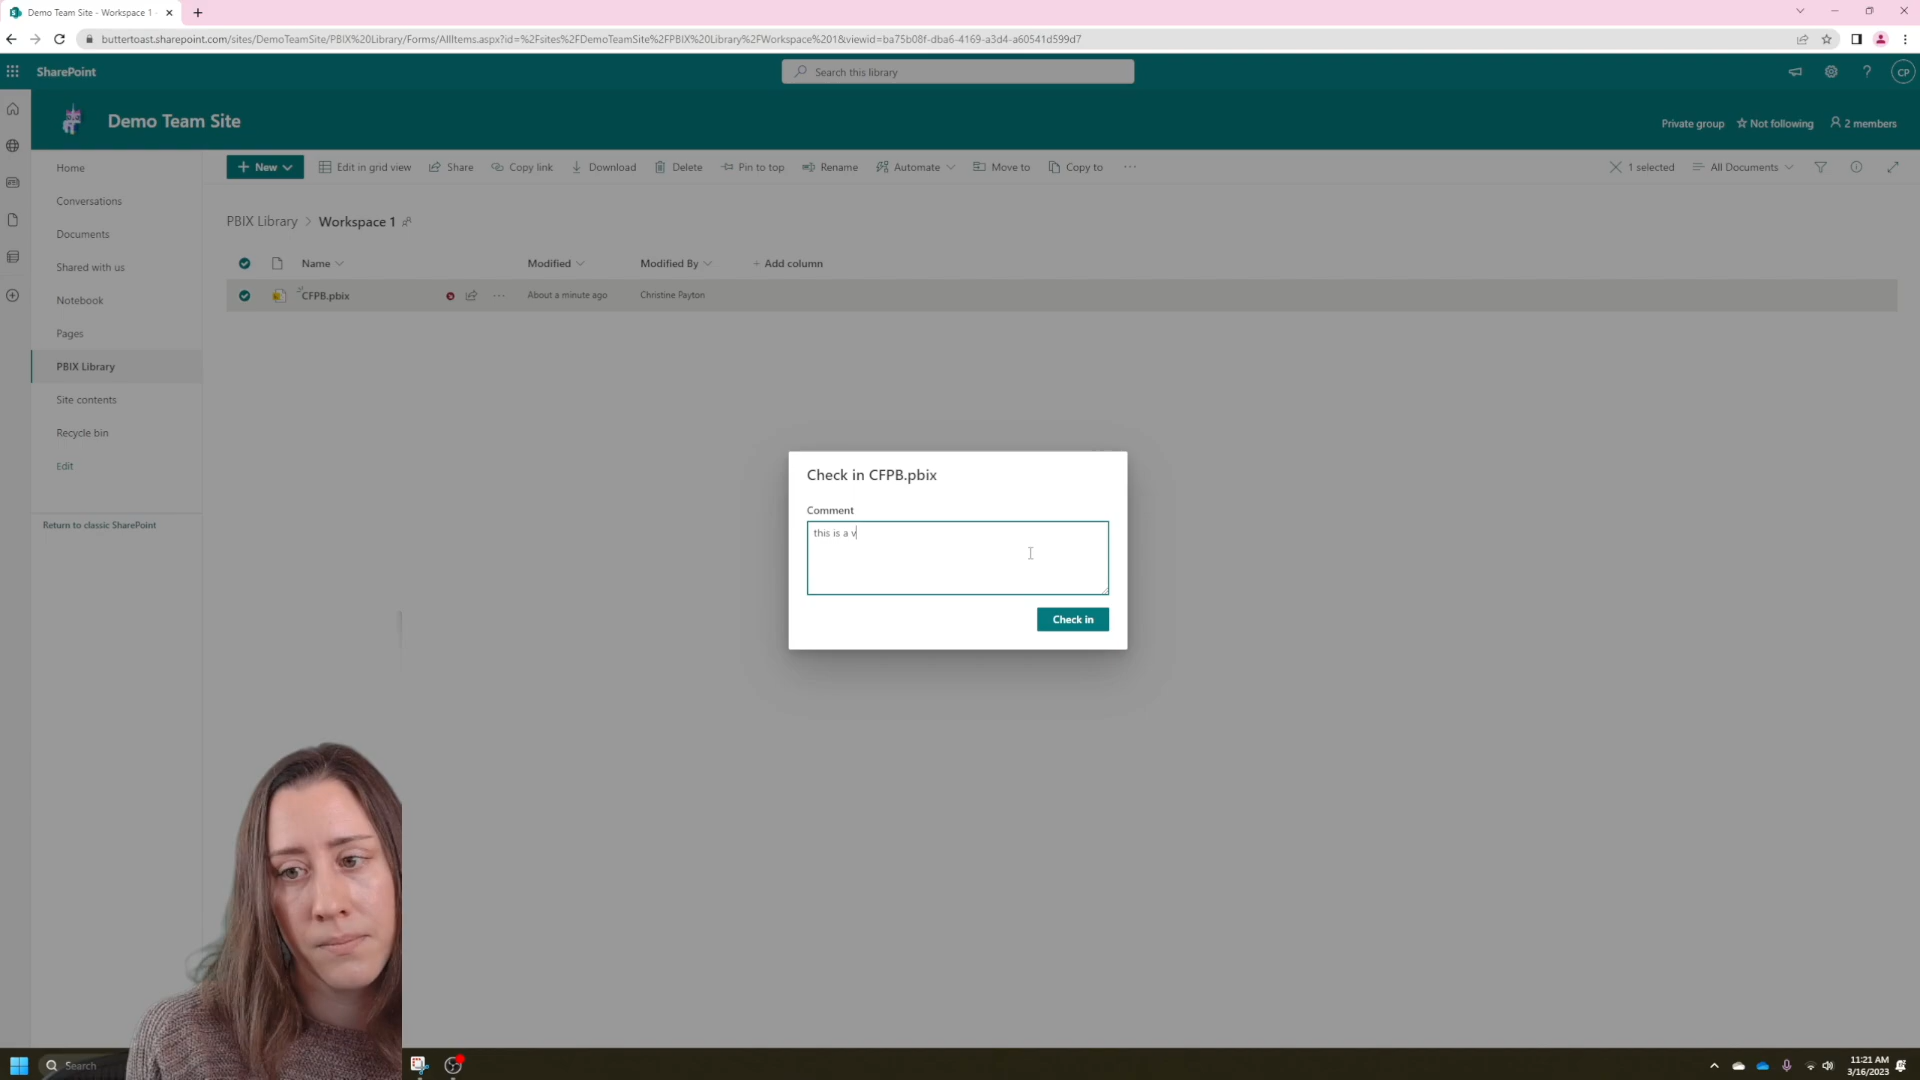 Demo Team Site - Workspace 1 -
buttertoast.sharepoint.com/sites/DemoTeamSite/PBIX%20Library/Forms/AllItems.aspx?id=%2Fsites%2FDemoTeamSite%2FPBIX%20Library%2FWorkspace%201&viewid=ba75b08f-dba6-4169-a3d4-a60541d599d7
SharePoint
Search this library
CP
Demo Team Site
Private group
Not following
2 members
Home
Conversations
Documents
Shared with us
Notebook
Pages
PBIX Library
Site contents
Recycle bin
Edit
Return to classic SharePoint
New
Edit in grid view
Share
Copy link
Download
Delete
Pin to top
Rename
Automate
Move to
Copy to
1 selected
All Documents
PBIX Library > Workspace 1
Name
Modified
Modified By
+ Add column
CFPB.pbix
About a minute ago
Christine Payton
Check in CFPB.pbix
Comment
this is a v
Check in
Search
11:21 AM
3/16/2023